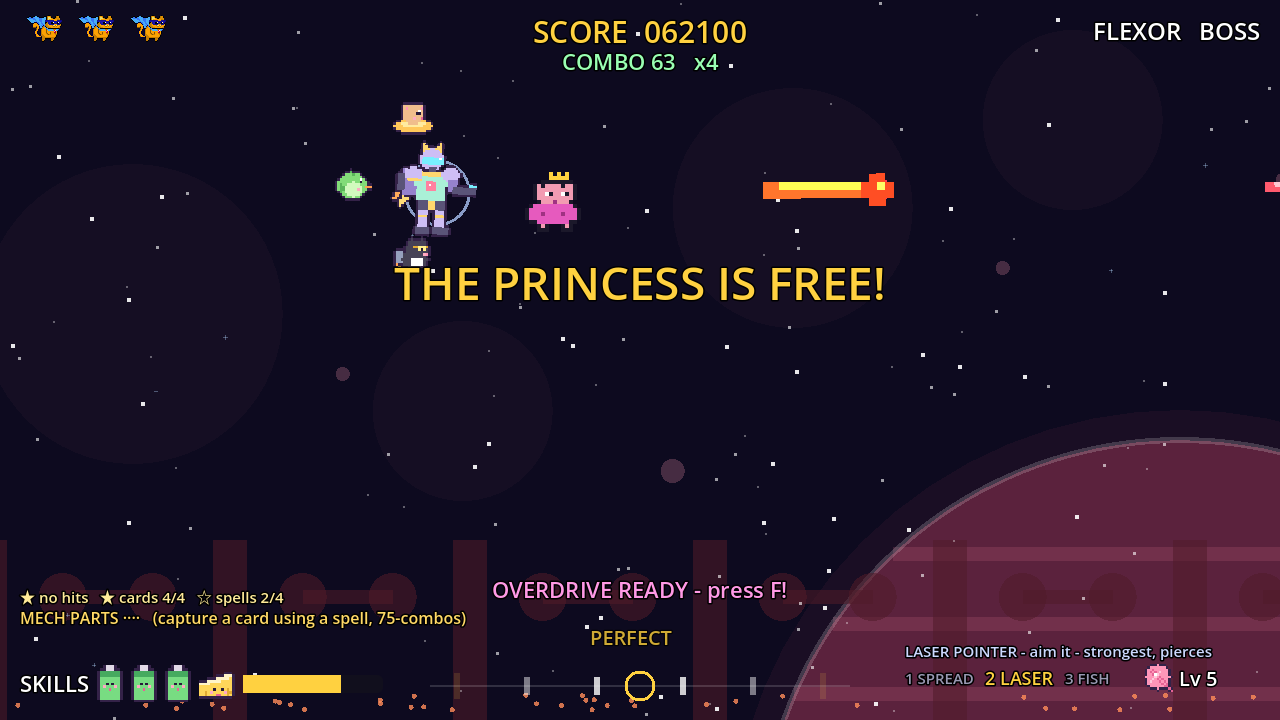 SCORE 062100
COMBO 63 x4
FLEXOR BOSS
THE PRINCESS IS FREE!
OVERDRIVE READY - press F!
★ no hits ★ cards 4/4 ☆ spells 2/4
MECH PARTS ···· (capture a card using a spell, 75-combos)
PERFECT
LASER POINTER - aim it - strongest, pierces
SKILLS
1 SPREAD 2 LASER 3 FISH
Lv 5